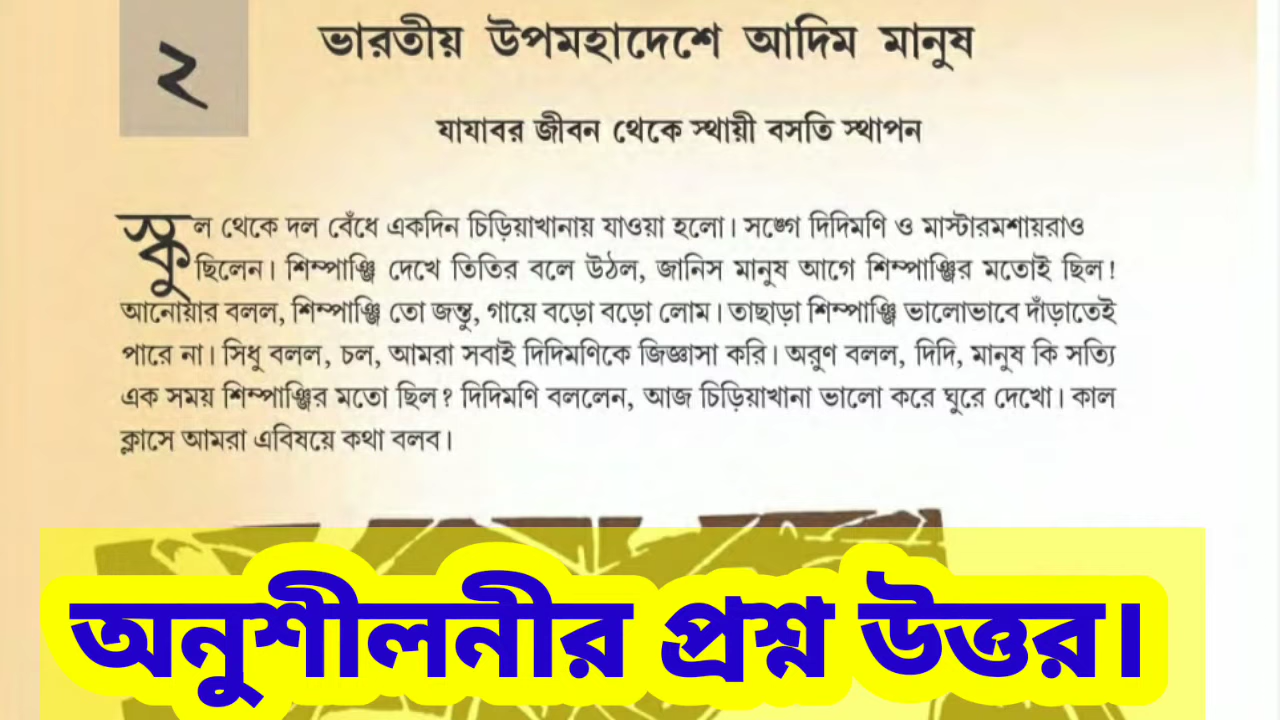 ২
ভারতীয় উপমহাদেশে আদিম মানুষ
যাযাবর জীবন থেকে স্থায়ী বসতি স্থাপন
স্কুল থেকে দল বেঁধে একদিন চিড়িয়াখানায় যাওয়া হলো। সঙ্গে দিদিমণি ও মাস্টারমশায়রাও
ছিলেন। শিম্পাঞ্জি দেখে তিতির বলে উঠল, জানিস মানুষ আগে শিম্পাঞ্জির মতোই ছিল!
আনোয়ার বলল, শিম্পাঞ্জি তো জন্তু, গায়ে বড়ো বড়ো লোম। তাছাড়া শিম্পাঞ্জি ভালোভাবে দাঁড়াতেই
পারে না। সিধু বলল, চল, আমরা সবাই দিদিমণিকে জিজ্ঞাসা করি। অরুণ বলল, দিদি, মানুষ কি সত্যি
এক সময় শিম্পাঞ্জির মতো ছিল? দিদিমণি বললেন, আজ চিড়িয়াখানা ভালো করে ঘুরে দেখো। কাল
ক্লাসে আমরা এবিষয়ে কথা বলব।
অনুশীলনীর প্রশ্ন উত্তর।